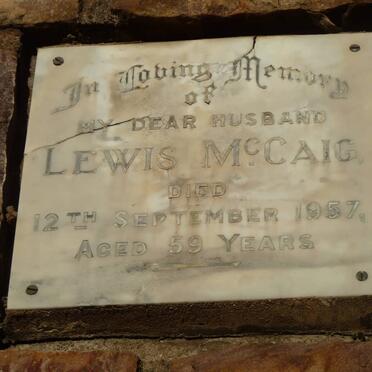 In Loving Memory
of
MY DEAR HUSBAND
LEWIS McCAIG
DIED
12TH SEPTEMBER 1957,
AGED 59 YEARS